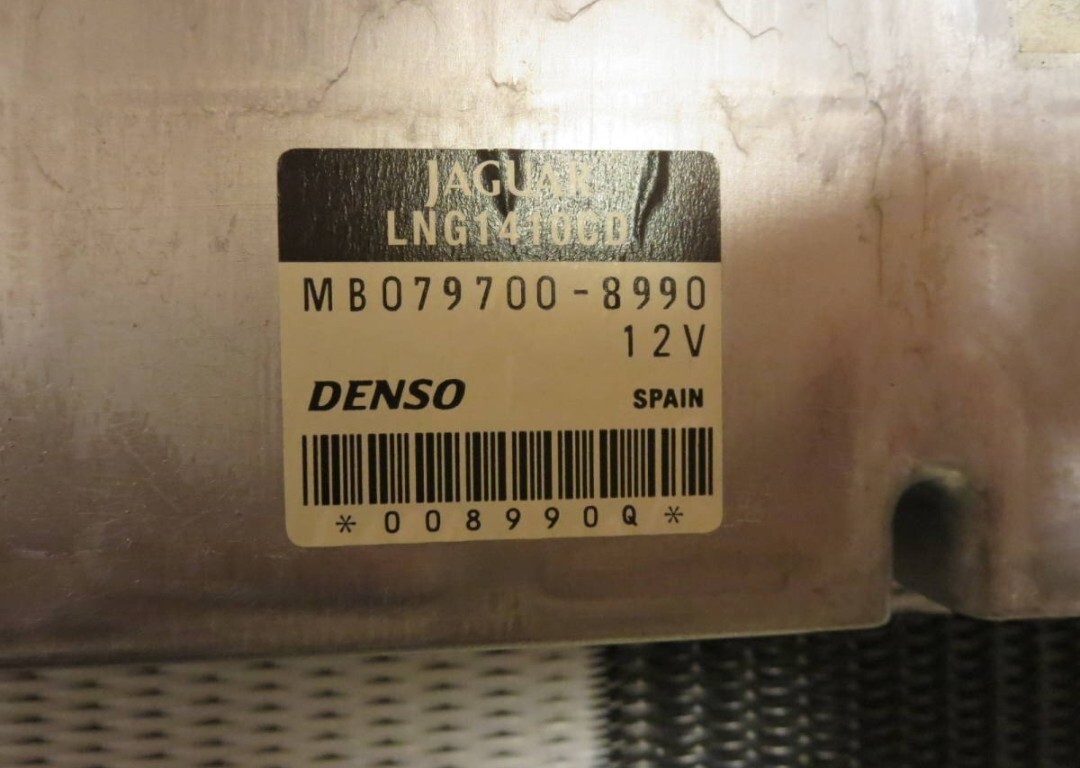 JAGUAR
LNG1410CD
MB079700-8990
12V
DENSO SPAIN
*008990Q*